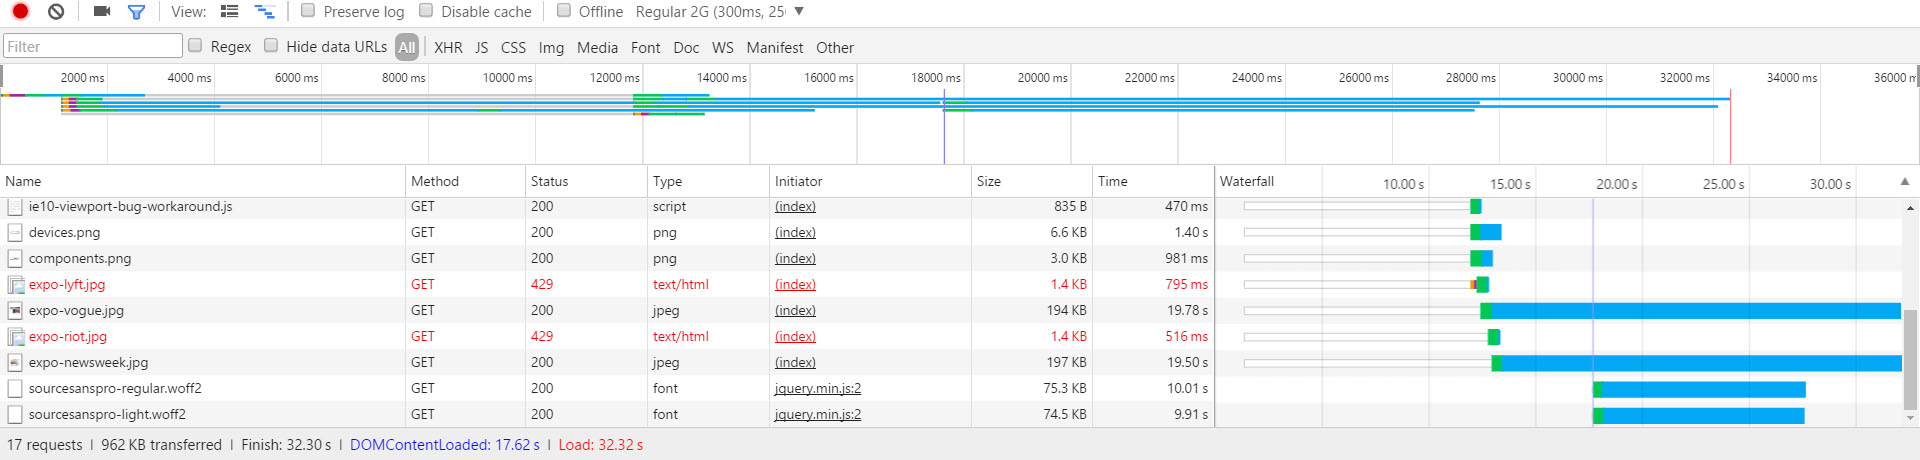 View: Preserve log Disable cache Offline Regular 2G (300ms, 25
Filter Regex Hide data URLs All XHR JS CSS Img Media Font Doc WS Manifest Other
2000 ms 4000 ms 6000 ms 8000 ms 10000 ms 12000 ms 14000 ms 16000 ms 18000 ms 20000 ms 22000 ms 24000 ms 26000 ms 28000 ms 30000 ms 32000 ms 34000 ms 36000 m
Name Method Status Type Initiator Size Time Waterfall 10.00 s 15.00 s 20.00 s 25.00 s 30.00 s
ie10-viewport-bug-workaround.js GET 200 script (index) 835 B 470 ms
devices.png GET 200 png (index) 6.6 KB 1.40 s
components.png GET 200 png (index) 3.0 KB 981 ms
expo-lyft.jpg GET 429 text/html (index) 1.4 KB 795 ms
expo-vogue.jpg GET 200 jpeg (index) 194 KB 19.78 s
expo-riot.jpg GET 429 text/html (index) 1.4 KB 516 ms
expo-newsweek.jpg GET 200 jpeg (index) 197 KB 19.50 s
sourcesanspro-regular.woff2 GET 200 font jquery.min.js:2 75.3 KB 10.01 s
sourcesanspro-light.woff2 GET 200 font jquery.min.js:2 74.5 KB 9.91 s
17 requests | 962 KB transferred | Finish: 32.30 s | DOMContentLoaded: 17.62 s | Load: 32.32 s